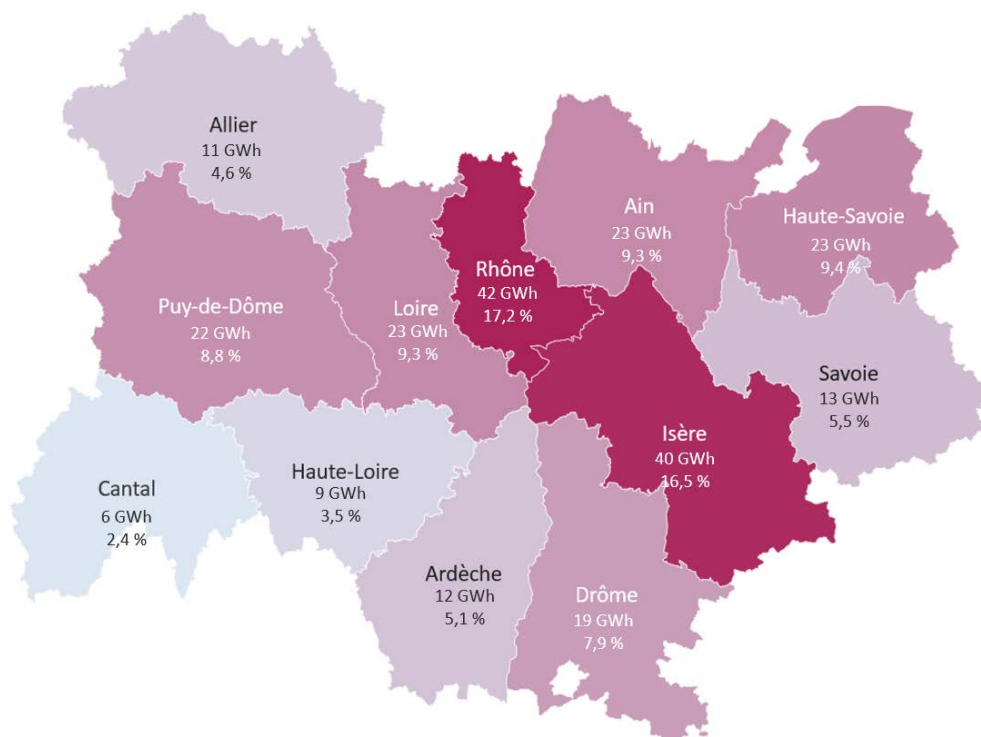 Allier
11 GWh
4,6 %
Ain
23 GWh
9,3 %
Haute-Savoie
23 GWh
9,4 %
Rhône
42 GWh
17,2 %
Puy-de-Dôme
22 GWh
8,8 %
Loire
23 GWh
9,3 %
Savoie
13 GWh
5,5 %
Isère
40 GWh
16,5 %
Haute-Loire
9 GWh
3,5 %
Cantal
6 GWh
2,4 %
Ardèche
12 GWh
5,1 %
Drôme
19 GWh
7,9 %